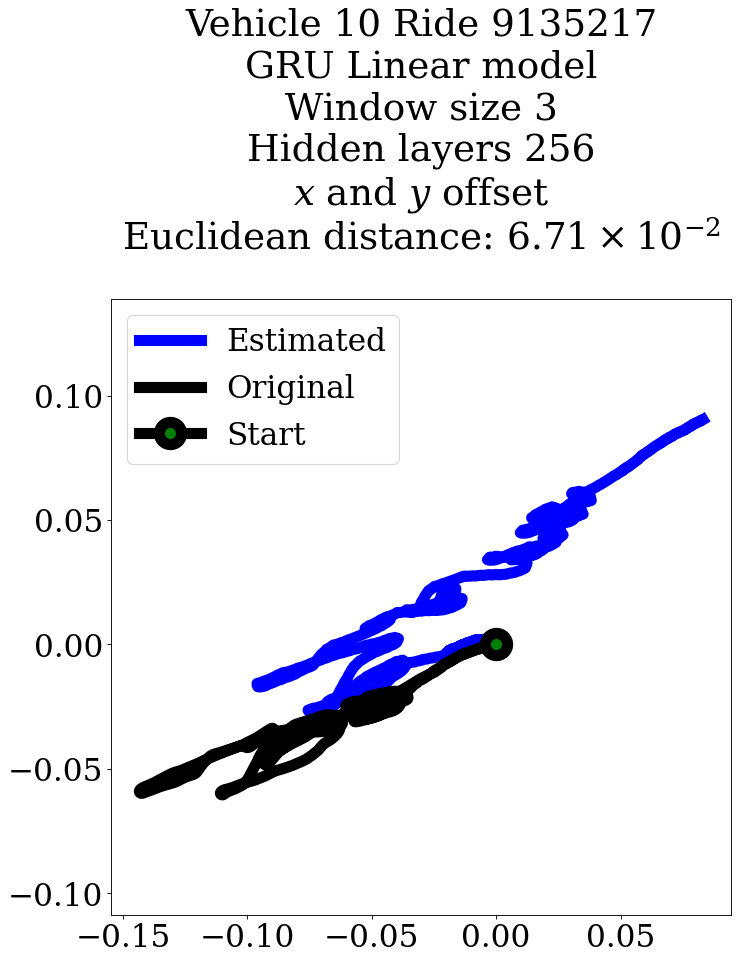 Vehicle 10 Ride 9135217
GRU Linear model
Window size 3
Hidden layers 256
x and y offset
Euclidean distance: 6.71 × 10⁻²
Estimated
Original
Start
0.10
0.05
0.00
−0.05
−0.10
−0.15 −0.10 −0.05 0.00 0.05